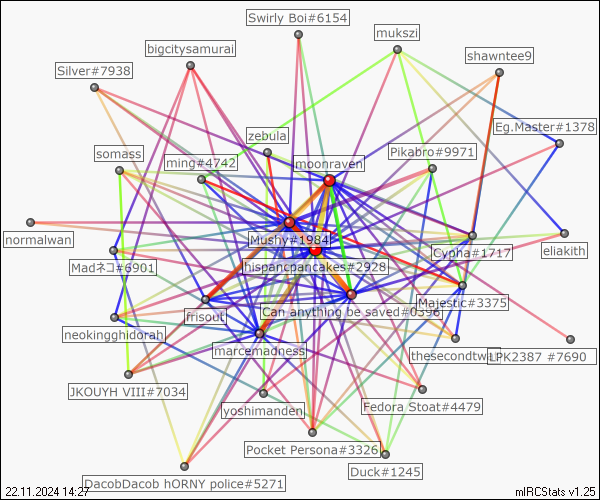 Swirly Boi#6154
mukszi
bigcitysamurai
shawntee9
Silver#7938
Eg.Master#1378
zebula
somass
ming#4742
moonraven
Pikabro#9971
normalwan
Mushy#1984
Cypha#1717
eliakith
Madネコ#6901
hispancpancakes#2928
Majestic#3375
Can anything be saved#0396
frisout
neokingghidorah
marcemadness
thesecondtwin
LPK2387 #7690
JKOUYH VIII#7034
yoshimanden
Fedora Stoat#4479
Pocket Persona#3326
Duck#1245
DacobDacob hORNY police#5271
22.11.2024 14:27
mIRCStats v1.25